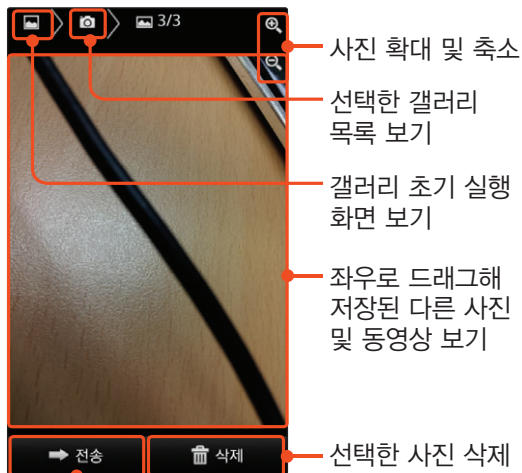 3/3
사진 확대 및 축소
선택한 갤러리
목록 보기
갤러리 초기 실행
화면 보기
좌우로 드래그해
저장된 다른 사진
및 동영상 보기
전송
삭제
선택한 사진 삭제